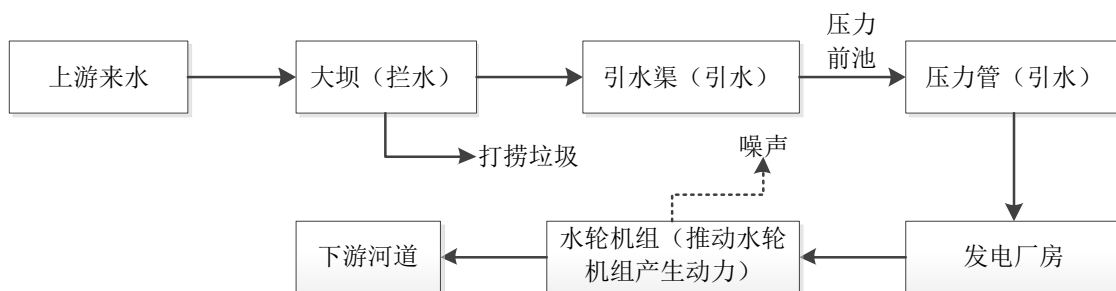 上游来水
大坝（拦水）
引水渠（引水）
压力
前池
压力管（引水）
打捞垃圾
噪声
下游河道
水轮机组（推动水轮
机组产生动力）
发电厂房